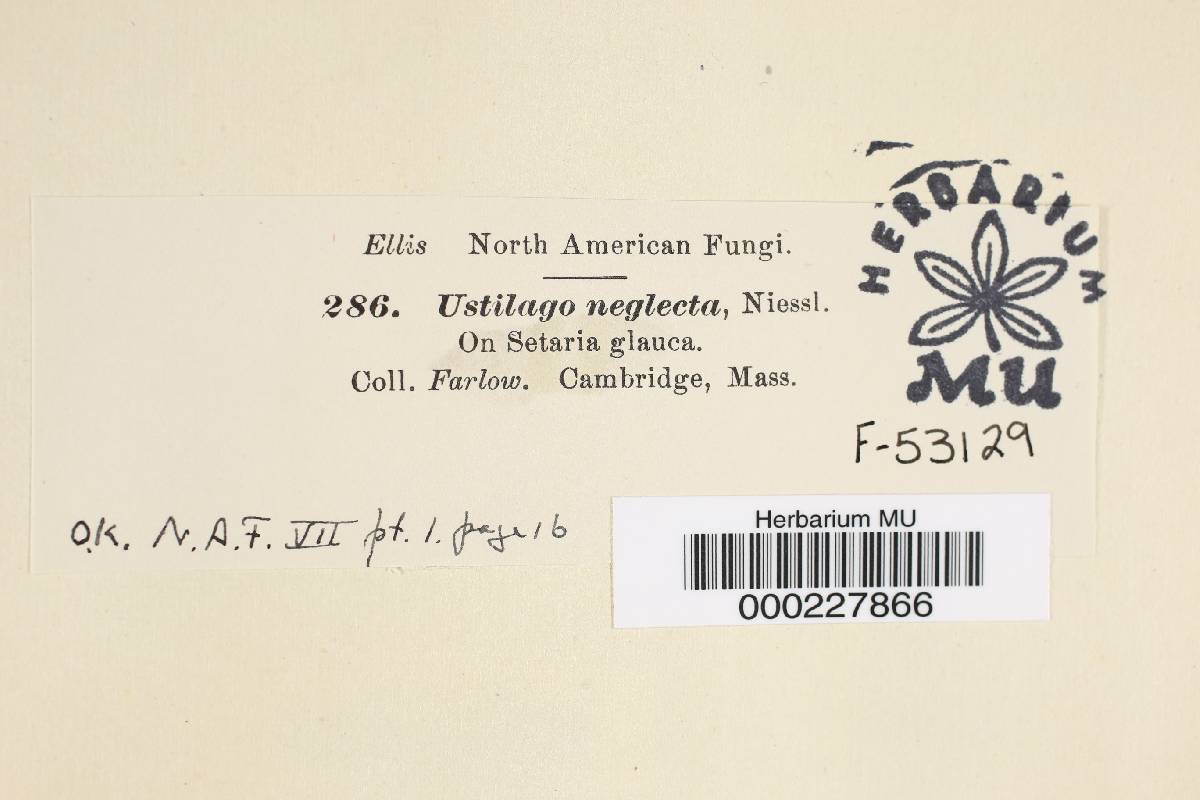 Ellis North American Fungi.
286. Ustilago neglecta, Niessl.
On Setaria glauca.
Coll. Farlow. Cambridge, Mass.
HERBARIUM
MU
F-53129
O.K. N.A.F. VII pt. 1. page 16
Herbarium MU
000227866